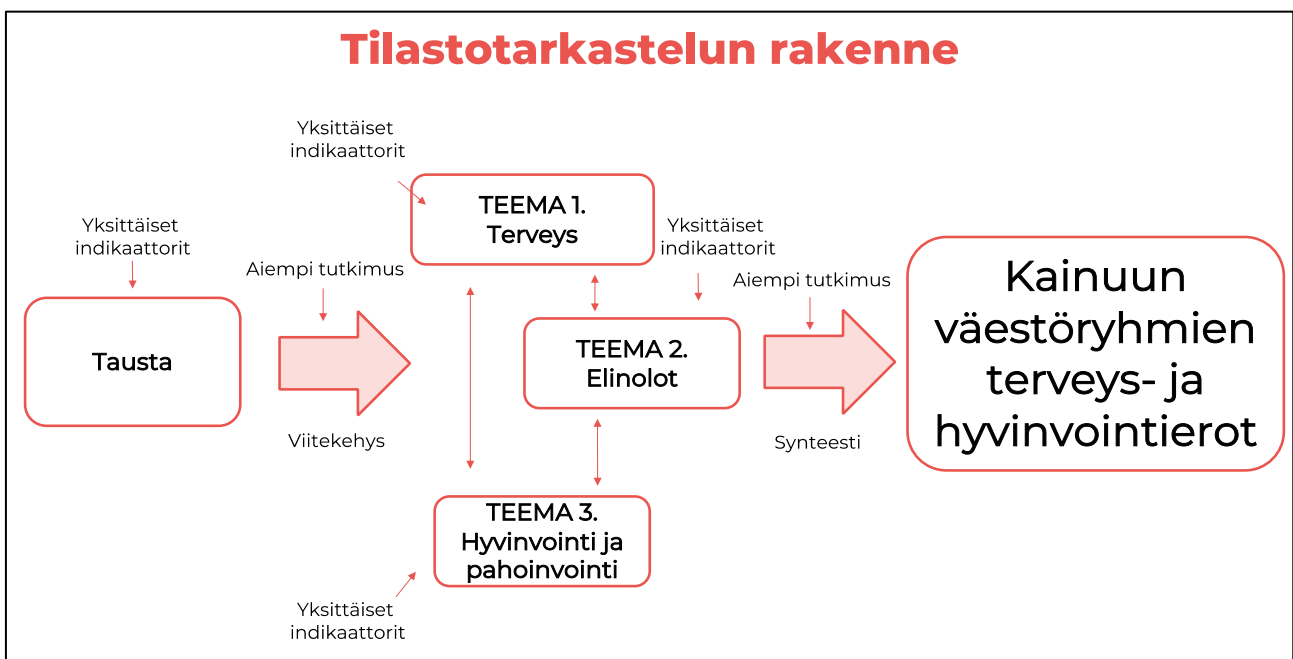 Tilastotarkastelun rakenne
Yksittäiset
indikaattorit
Tausta
Aiempi tutkimus
Viitekehys
Yksittäiset
indikaattorit
TEEMA 1.
Terveys
Yksittäiset
indikaattorit
TEEMA 2.
Elinolot
TEEMA 3.
Hyvinvointi ja
pahoinvointi
Yksittäiset
indikaattorit
Aiempi tutkimus
Synteesti
Kainuun
väestöryhmien
terveys- ja
hyvinvointierot